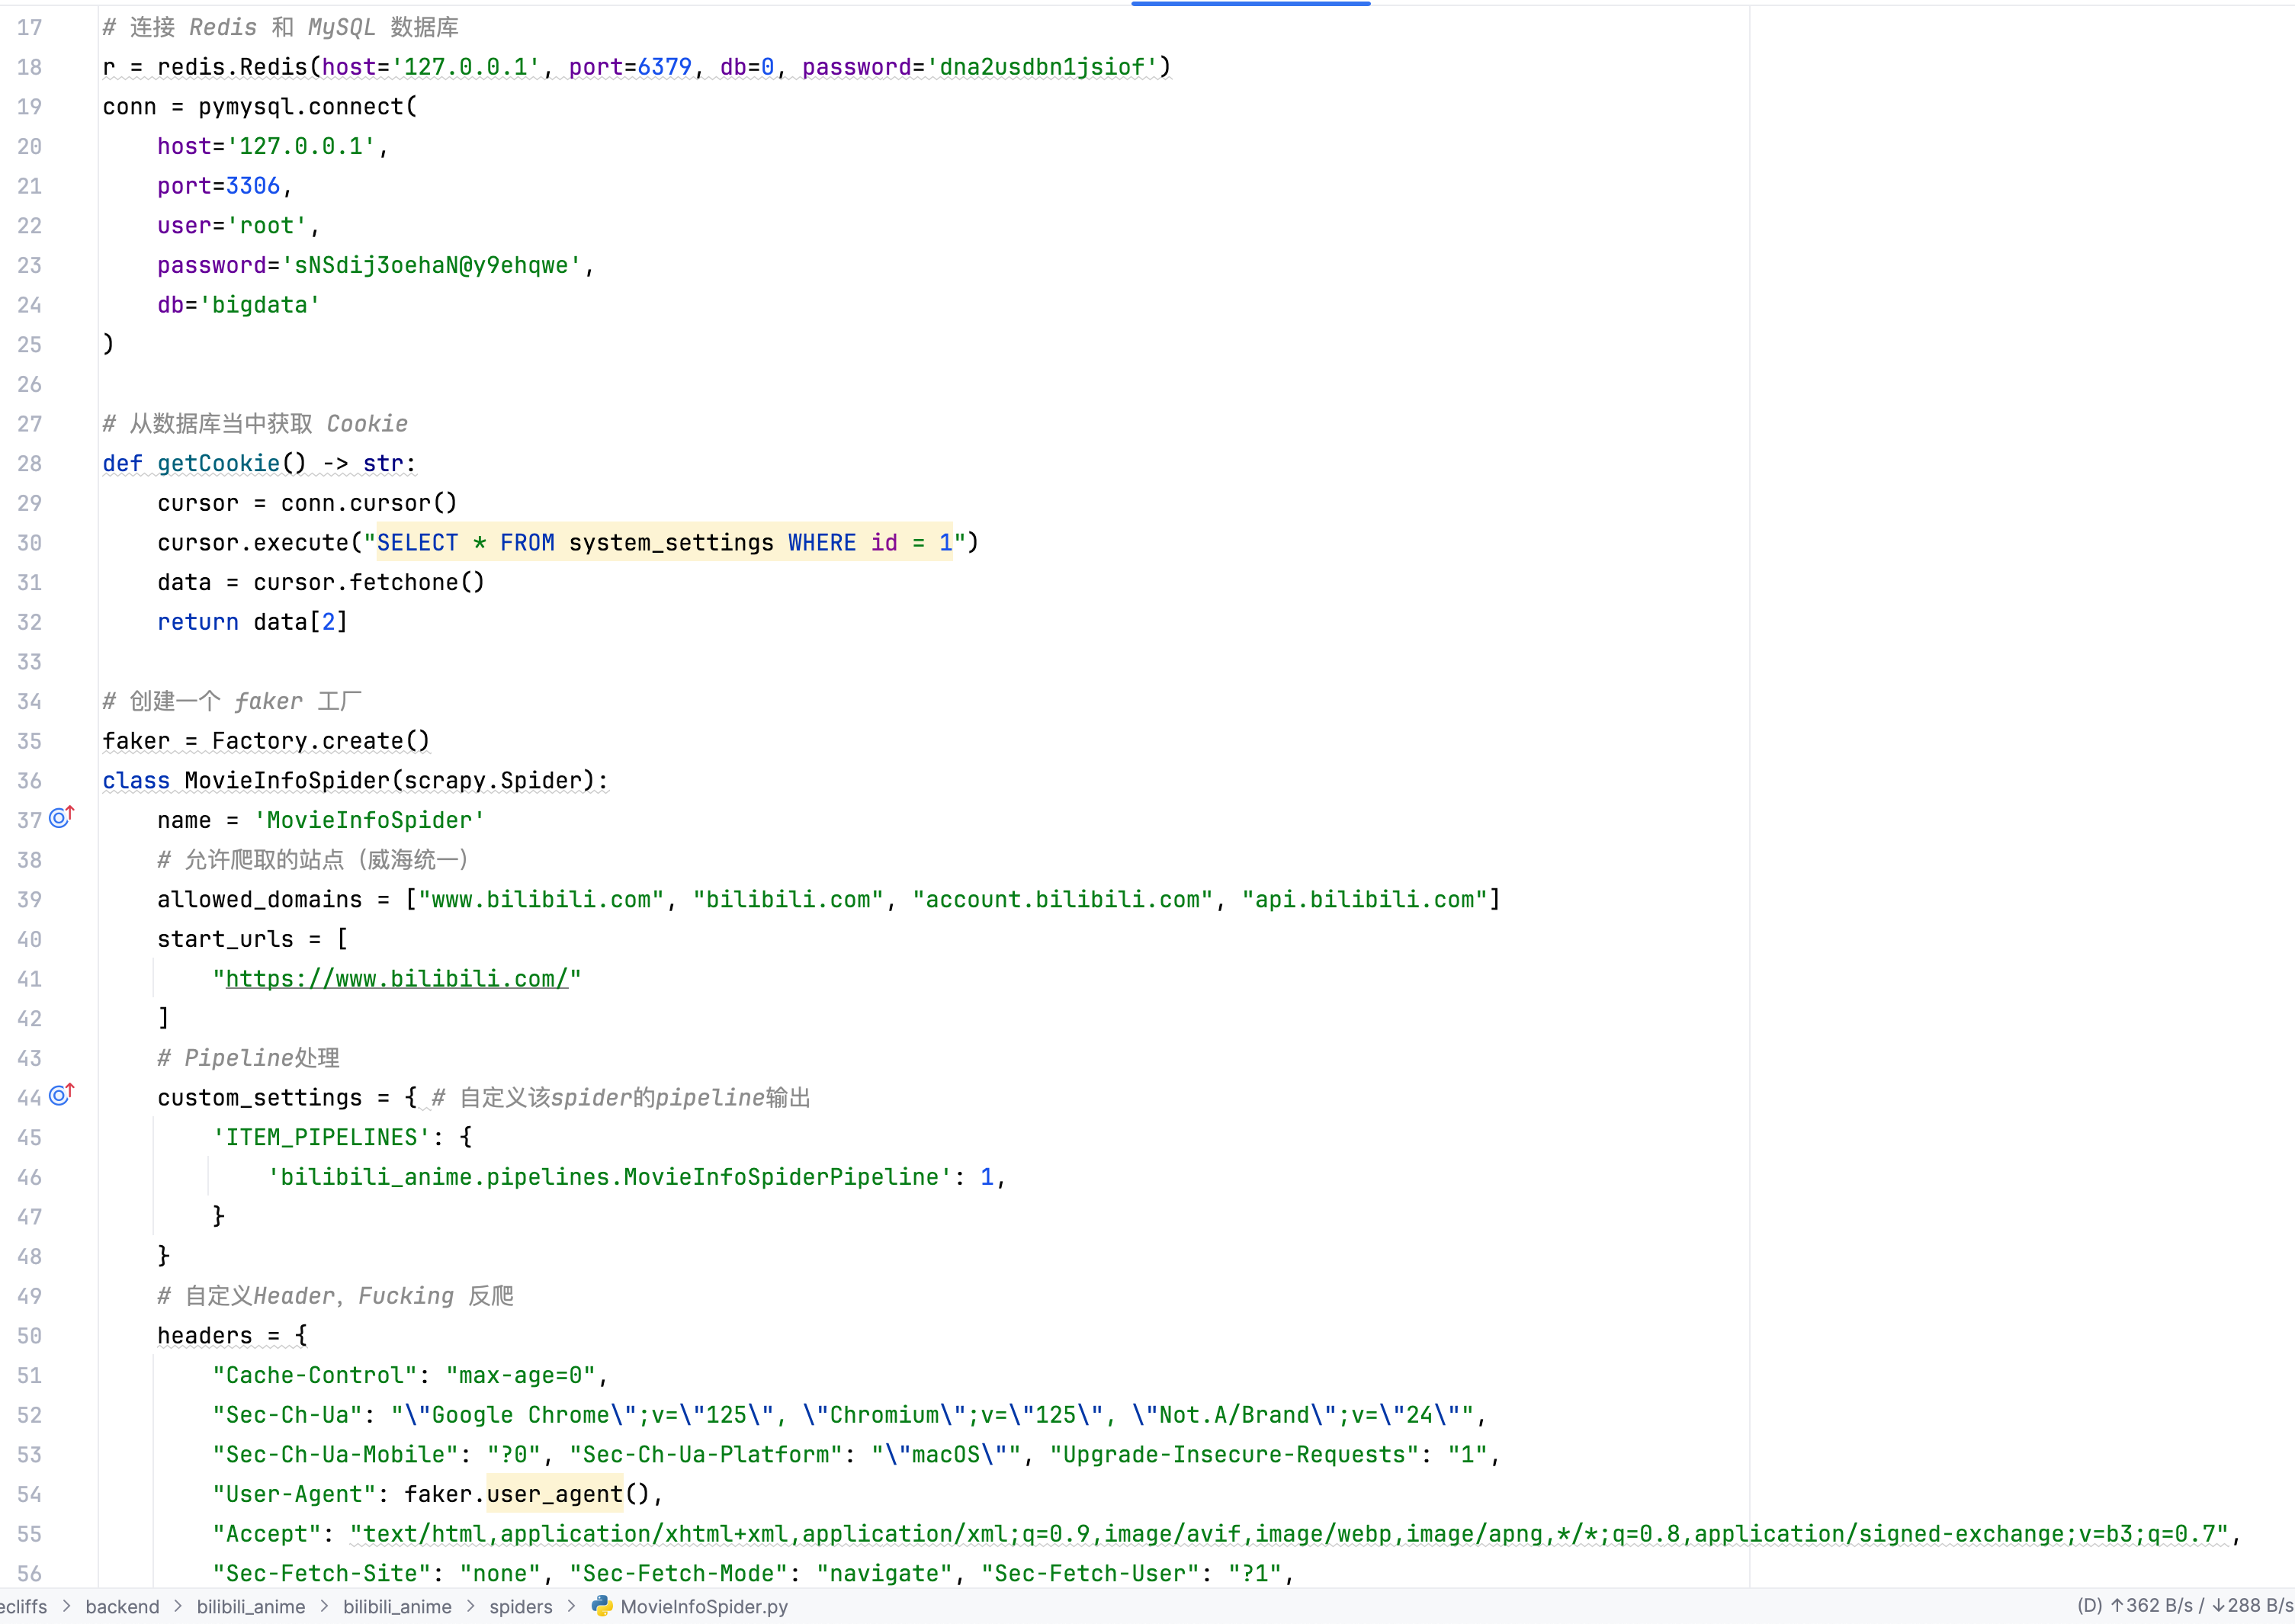 17 # 连接 Redis 和 MySQL 数据库
18 r = redis.Redis(host='127.0.0.1', port=6379, db=0, password='dna2usdbn1jsiof')
19 conn = pymysql.connect(
20     host='127.0.0.1',
21     port=3306,
22     user='root',
23     password='sNSdij3oehaN@y9ehqwe',
24     db='bigdata'
25 )
26
27 # 从数据库当中获取 Cookie
28 def getCookie() -> str:
29     cursor = conn.cursor()
30     cursor.execute("SELECT * FROM system_settings WHERE id = 1")
31     data = cursor.fetchone()
32     return data[2]
33
34 # 创建一个 faker 工厂
35 faker = Factory.create()
36 class MovieInfoSpider(scrapy.Spider):
37     name = 'MovieInfoSpider'
38     # 允许爬取的站点（威海统一）
39     allowed_domains = ["www.bilibili.com", "bilibili.com", "account.bilibili.com", "api.bilibili.com"]
40     start_urls = [
41         "https://www.bilibili.com/"
42     ]
43     # Pipeline处理
44     custom_settings = { # 自定义该spider的pipeline输出
45         'ITEM_PIPELINES': {
46             'bilibili_anime.pipelines.MovieInfoSpiderPipeline': 1,
47         }
48     }
49     # 自定义Header，Fucking 反爬
50     headers = {
51         "Cache-Control": "max-age=0",
52         "Sec-Ch-Ua": "\"Google Chrome\";v=\"125\", \"Chromium\";v=\"125\", \"Not.A/Brand\";v=\"24\"",
53         "Sec-Ch-Ua-Mobile": "?0", "Sec-Ch-Ua-Platform": "\"macOS\"", "Upgrade-Insecure-Requests": "1",
54         "User-Agent": faker.user_agent(),
55         "Accept": "text/html,application/xhtml+xml,application/xml;q=0.9,image/avif,image/webp,image/apng,*/*;q=0.8,application/signed-exchange;v=b3;q=0.7",
56         "Sec-Fetch-Site": "none", "Sec-Fetch-Mode": "navigate", "Sec-Fetch-User": "?1",
ecliffs > backend > bilibili_anime > bilibili_anime > spiders > MovieInfoSpider.py (D) ↑362 B/s / ↓288 B/s